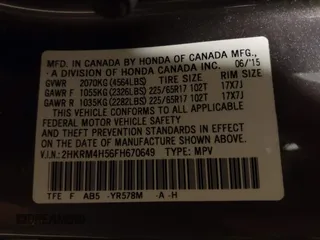 MFD. IN CANADA BY HONDA OF CANADA MFG.,
- A DIVISION OF HONDA CANADA INC. 06/'15
GVWR 2070KG (4564LBS) RIM SIZE
GAWR F 1055KG (2326LBS) 225/65R17 102T 17X7J
GAWR R 1035KG (2282LBS) 225/65R17 102T 17X7J
THIS VEHICLE CONFORMS TO ALL APPLICABLE
FEDERAL MOTOR VEHICLE SAFETY AND
THEFT PREVENTION STANDARDS IN EFFECT ON
THE DATE OF MANUFACTURE SHOWN ABOVE.
V.I.N.: 2HKRM4H56FH670649 TYPE: MPV
TFE F AB5 -YR578M -A -H